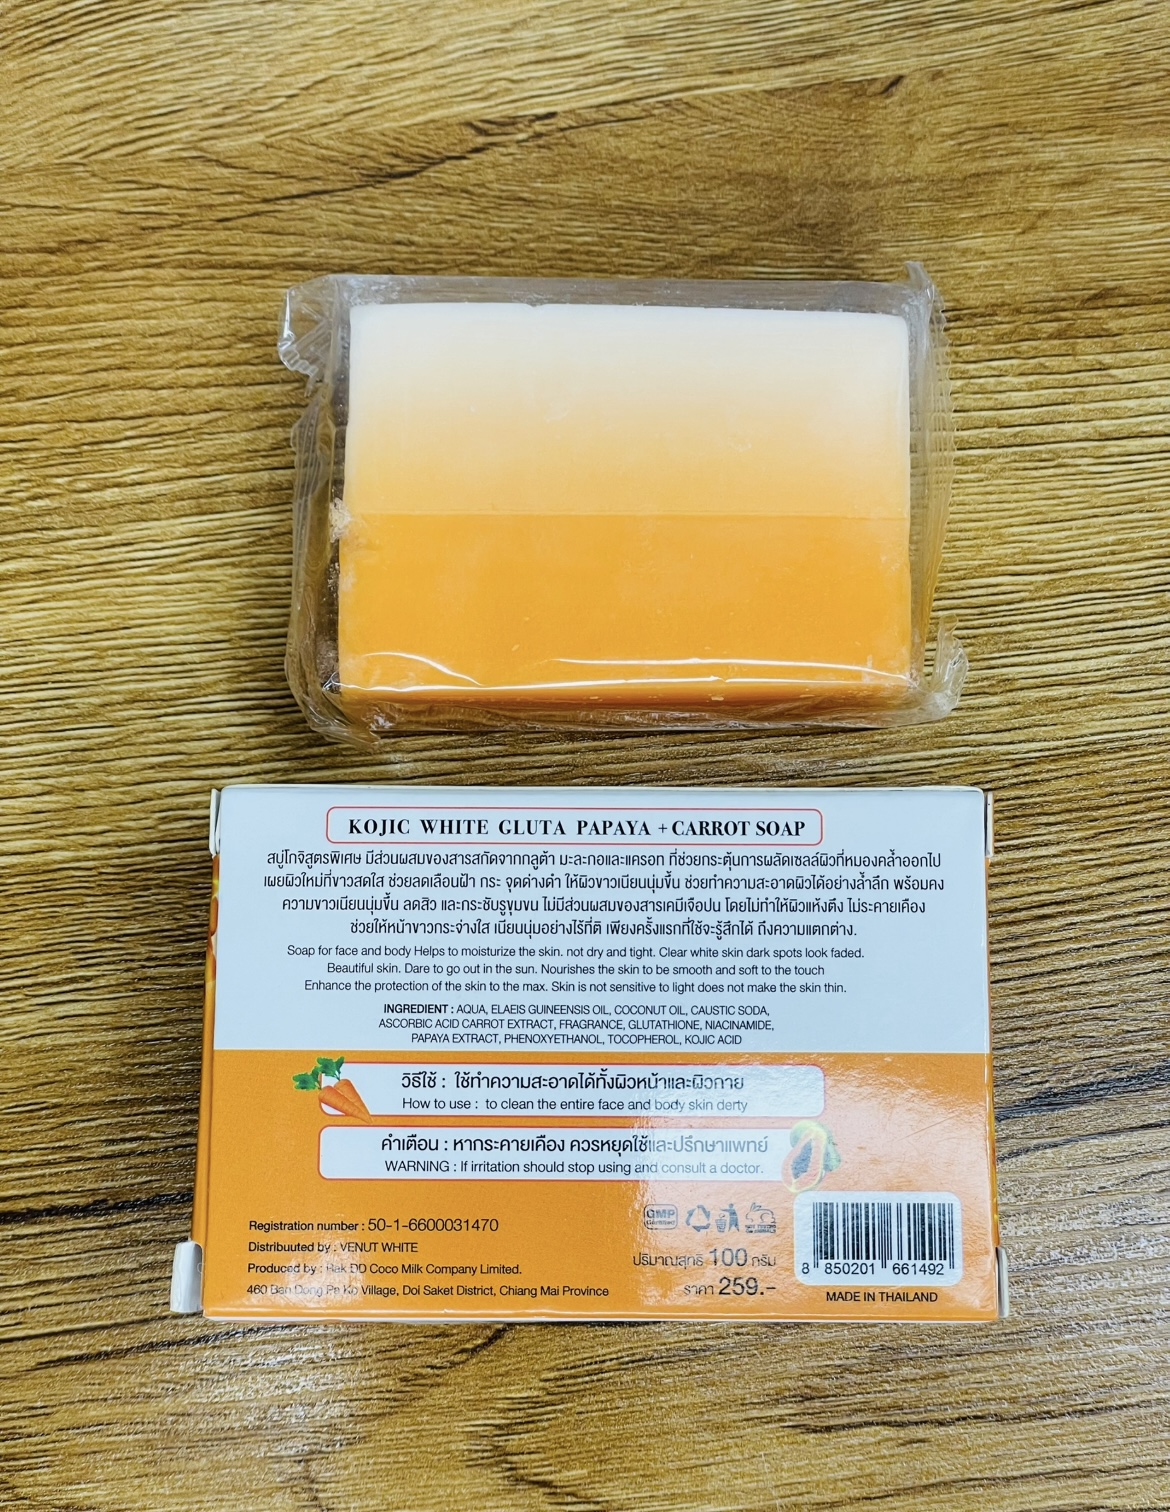 KOJIC WHITE GLUTA PAPAYA + CARROT SOAP
สบู่โกจิสูตรพิเศษ มีส่วนผสมของสารสกัดจากกลูต้า มะละกอและแครอท ที่ช่วยกระตุ้นการผลัดเซลล์ผิวที่หมองคล้ำออกไป
เผยผิวใหม่ที่ขาวสดใส ช่วยลดเลือนฝ้า กระ จุดด่างดำ ให้ผิวขาวเนียนนุ่มขึ้น ช่วยทำความสะอาดผิวได้อย่างล้ำลึก พร้อมคง
ความขาวเนียนนุ่มขึ้น ลดสิว และกระชับรูขุมขน ไม่มีส่วนผสมของสารเคมีเจือปน โดยไม่ทำให้ผิวแห้งตึง ไม่ระคายเคือง
ช่วยให้หน้าขาวกระจ่างใส เนียนนุ่มอย่างไร้ที่ติ เพียงครั้งแรกที่ใช้จะรู้สึกได้ ถึงความแตกต่าง.
Soap for face and body Helps to moisturize the skin. not dry and tight. Clear white skin dark spots look faded.
Beautiful skin. Dare to go out in the sun. Nourishes the skin to be smooth and soft to the touch
Enhance the protection of the skin to the max. Skin is not sensitive to light does not make the skin thin.
INGREDIENT : AQUA, ELAEIS GUINEENSIS OIL, COCONUT OIL, CAUSTIC SODA,
ASCORBIC ACID CARROT EXTRACT, FRAGRANCE, GLUTATHIONE, NIACINAMIDE,
PAPAYA EXTRACT, PHENOXYETHANOL, TOCOPHEROL, KOJIC ACID
วิธีใช้ : ใช้ทำความสะอาดได้ทั้งผิวหน้าและผิวกาย
How to use : to clean the entire face and body skin derty
คำเตือน : หากระคายเคือง ควรหยุดใช้และปรึกษาแพทย์
WARNING : If irritation should stop using and consult a doctor.
Registration number : 50-1-6600031470
Distribuuted by : VENUT WHITE
Produced by : Rak DD Coco Milk Company Limited.
460 Ban Dong Pa Ko Village, Doi Saket District, Chiang Mai Province
GMP
ปริมาณสุทธิ 100 กรัม
ราคา 259.-
8 850201 661492
MADE IN THAILAND